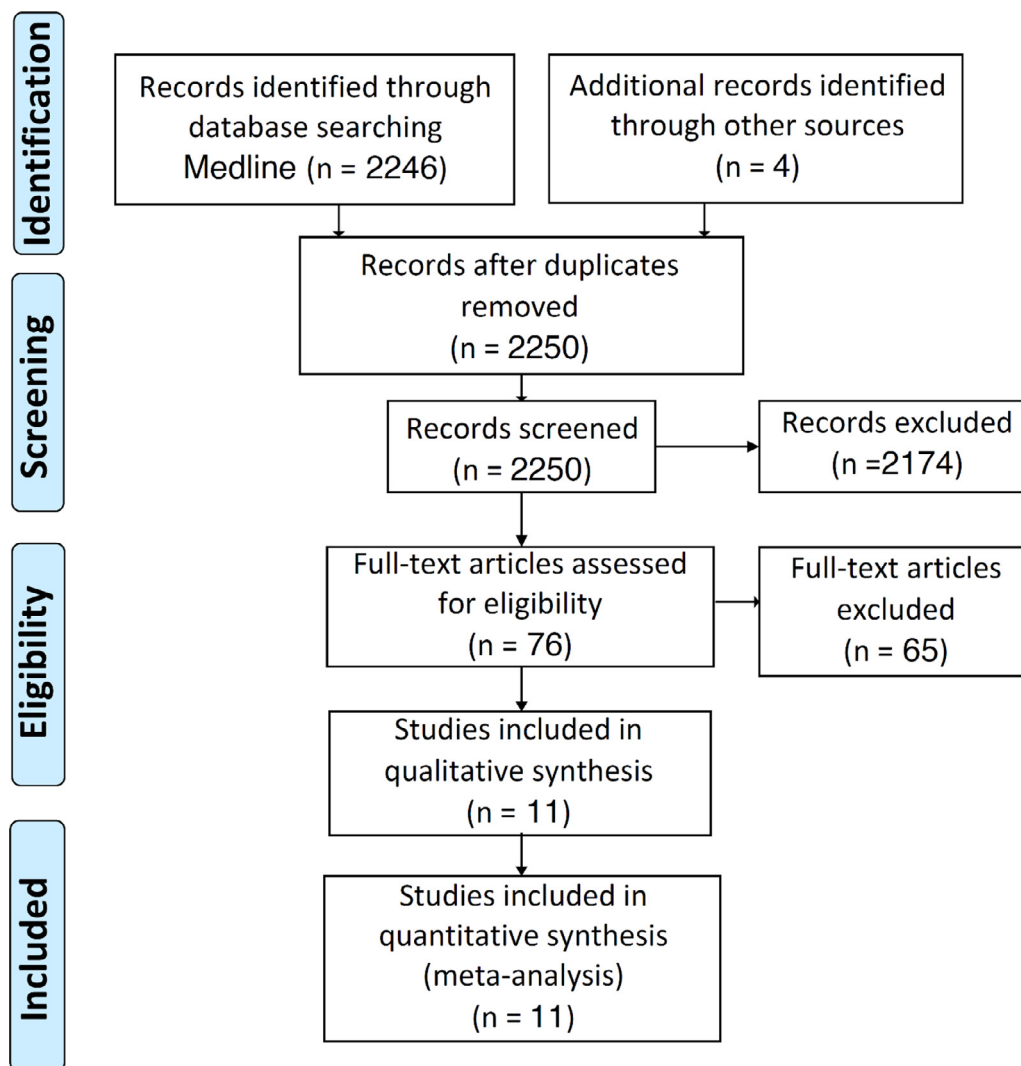 Identification
Records identified through
database searching
Medline (n = 2246)
Additional records identified
through other sources
(n = 4)
Records after duplicates
removed
(n = 2250)
Screening
Records screened
(n = 2250)
Records excluded
(n =2174)
Eligibility
Full-text articles assessed
for eligibility
(n = 76)
Full-text articles
excluded
(n = 65)
Studies included in
qualitative synthesis
(n = 11)
Included
Studies included in
quantitative synthesis
(meta-analysis)
(n = 11)